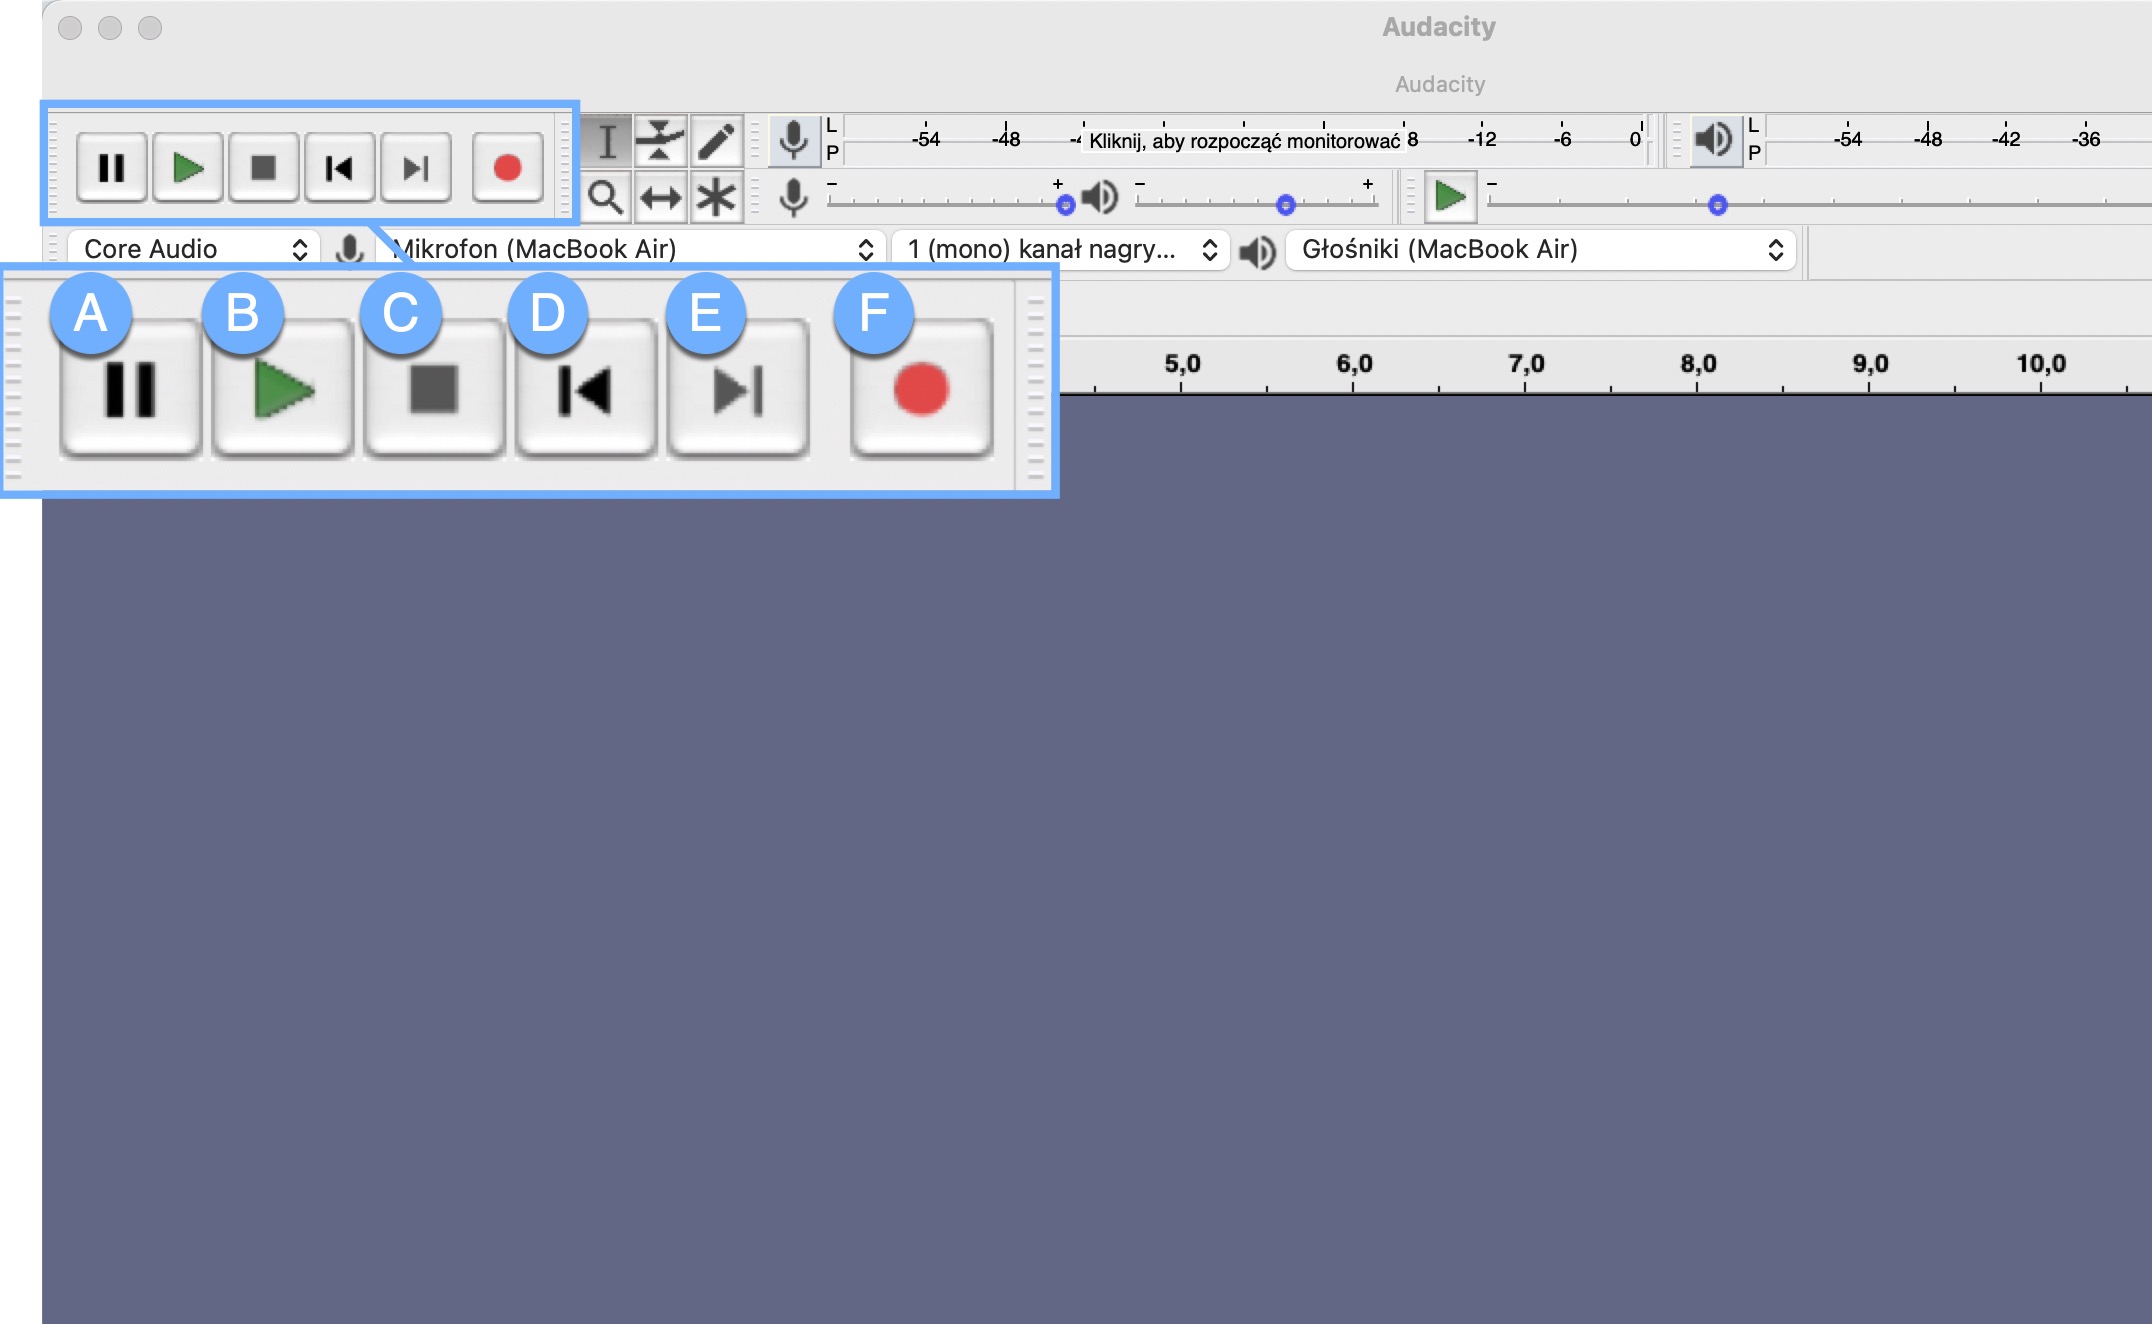 Audacity
Audacity
L
P
-54 -48 -4 Kliknij, aby rozpocząć monitorować 8 -12 -6 0
L
P
-54 -48 -42 -36
- + - + -
Core Audio Mikrofon (MacBook Air) 1 (mono) kanał nagry... Głośniki (MacBook Air)
A B C D E F
5,0 6,0 7,0 8,0 9,0 10,0